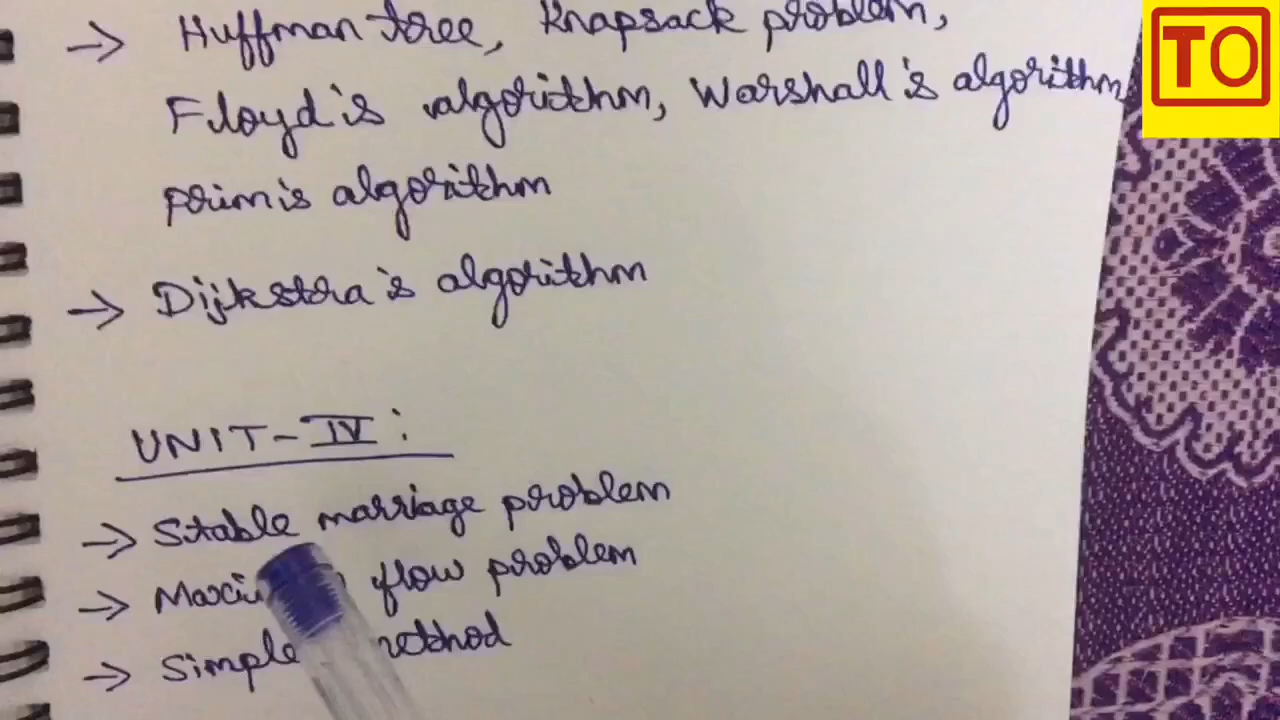 TO
→ Huffman tree, Knapsack problem,
Floyd's algorithm, Warshall's algorithm
prim's algorithm
→ Dijkstra's algorithm
UNIT-IV:
→ Stable marriage problem
→ flow problem
→